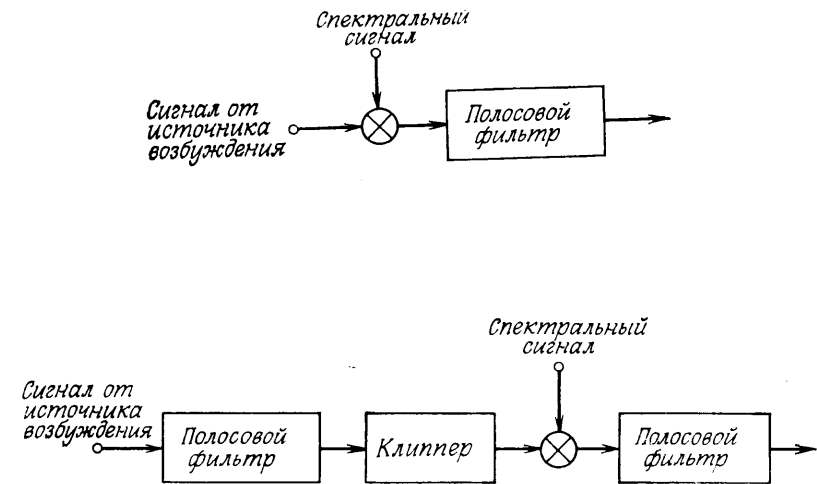 Спектральный
сигнал
Сигнал от
источника
возбуждения
Полосовой
фильтр
Спектральный
сигнал
Сигнал от
источника
возбуждения
Полосовой
фильтр
Клиппер
Полосовой
фильтр